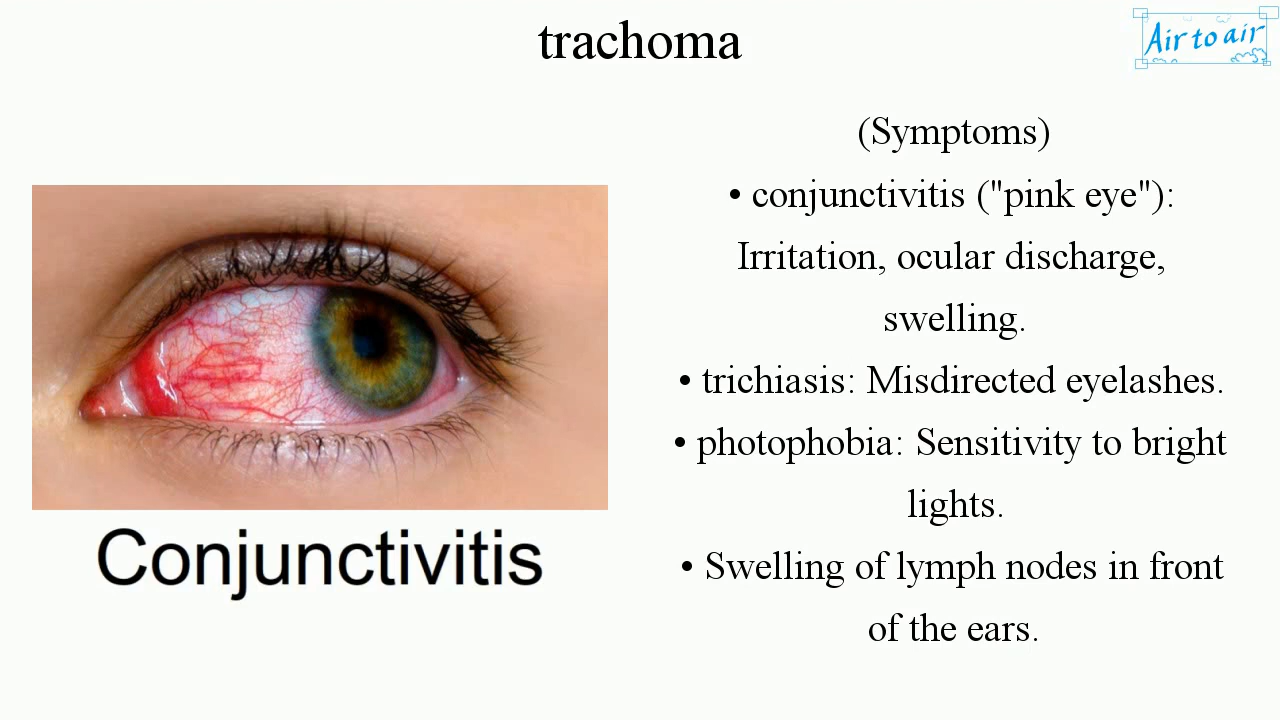 trachoma
Air to air
(Symptoms)
• conjunctivitis ("pink eye"):
Irritation, ocular discharge,
swelling.
• trichiasis: Misdirected eyelashes.
• photophobia: Sensitivity to bright
lights.
• Swelling of lymph nodes in front
of the ears.
Conjunctivitis